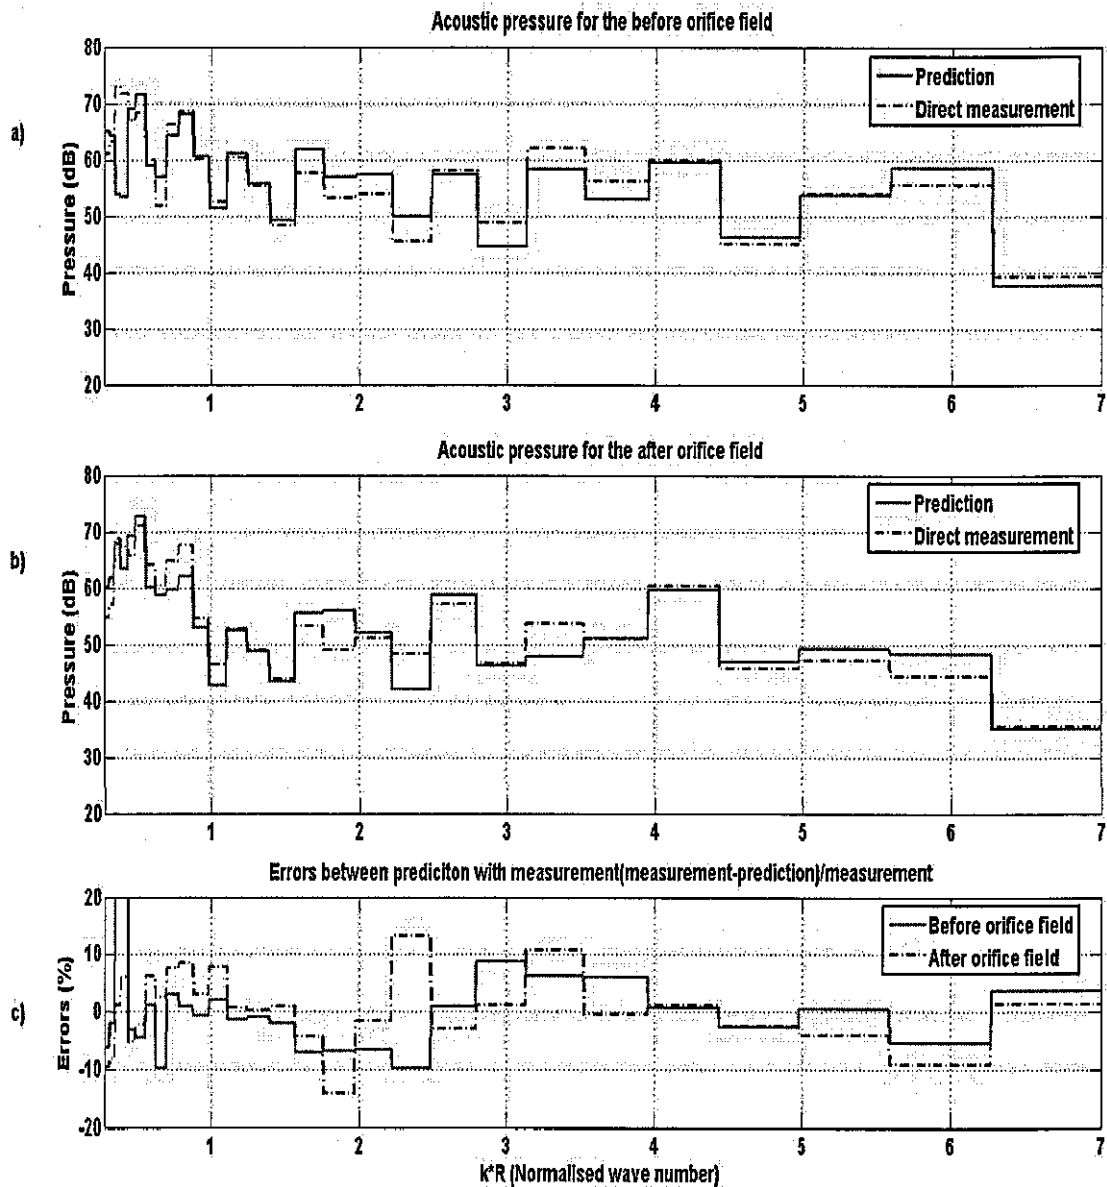 Acoustic pressure for the before orifice field
a)
Pressure (dB)
80
70
60
50
40
30
20
Prediction
Direct measurement
1 2 3 4 5 6 7
Acoustic pressure for the after orifice field
b)
Pressure (dB)
80
70
60
50
40
30
20
Prediction
Direct measurement
1 2 3 4 5 6 7
Errors between prediciton with measurement(measurement-prediction)/measurement
c)
Errors (%)
20
10
0
-10
-20
Before orifice field
After orifice field
1 2 3 4 5 6 7
k*R (Normalised wave number)